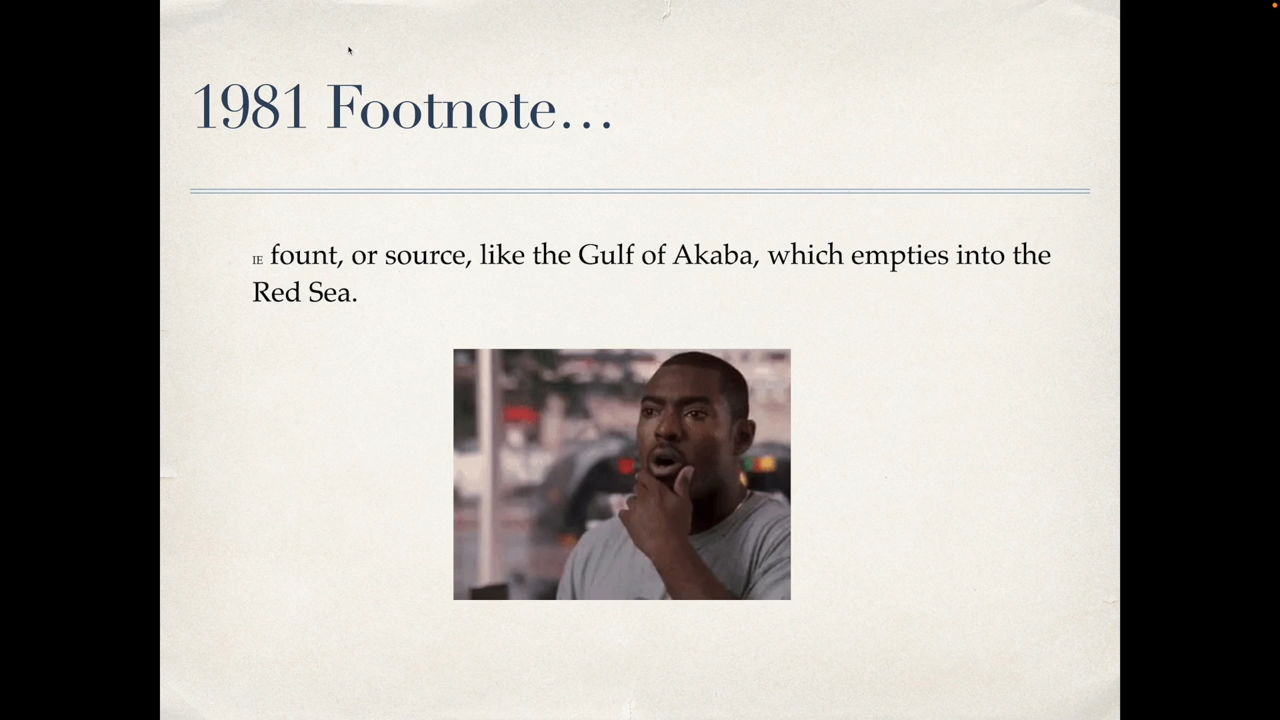 1981 Footnote…
IE fount, or source, like the Gulf of Akaba, which empties into the
Red Sea.